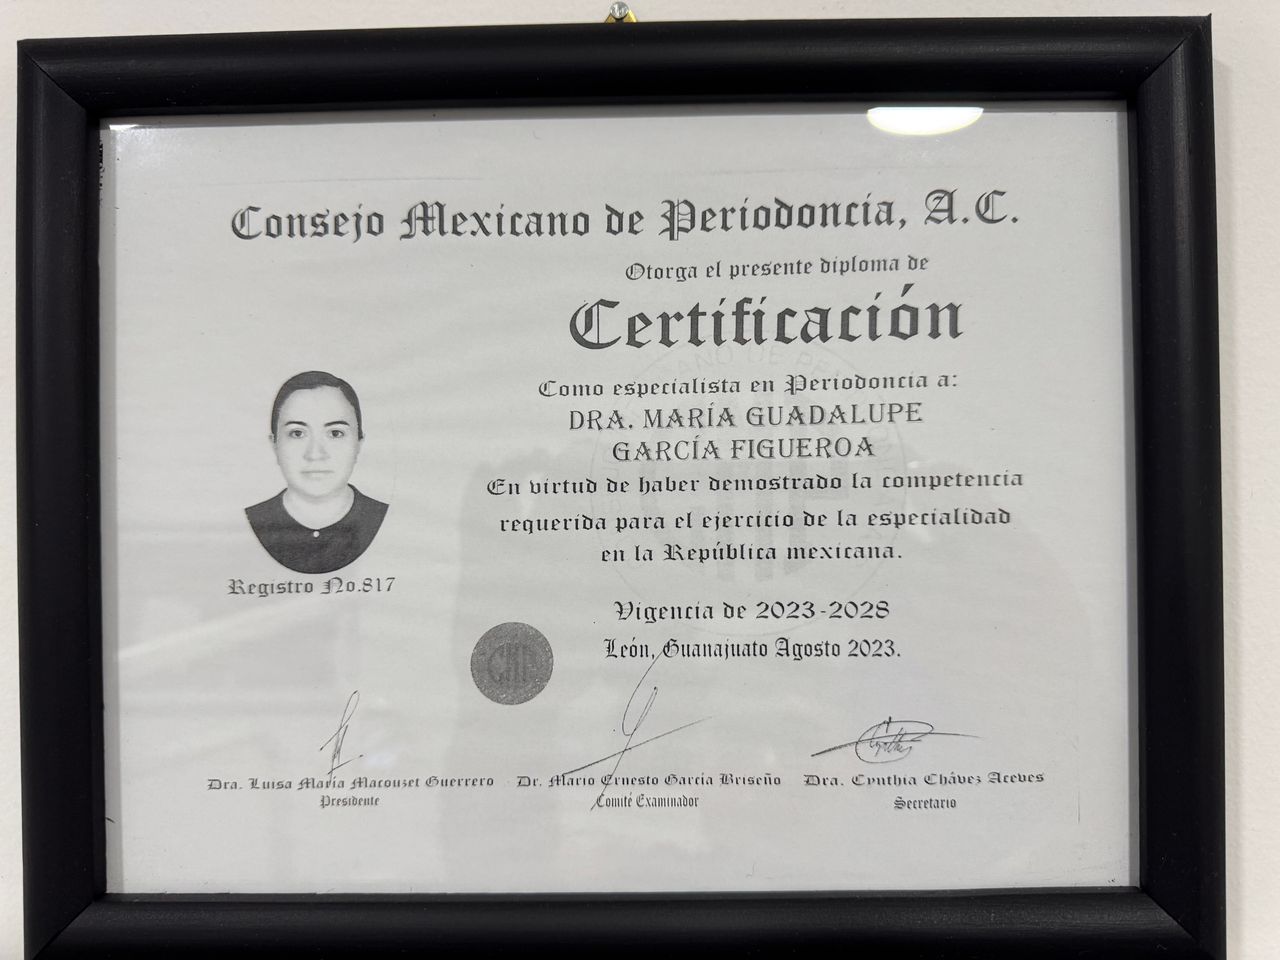 Consejo Mexicano de Periodoncia, A.C.
Otorga el presente diploma de
Certificación
Como especialista en Periodoncia a:
DRA. MARÍA GUADALUPE
GARCÍA FIGUEROA
En virtud de haber demostrado la competencia
requerida para el ejercicio de la especialidad
en la República mexicana.
Registro No.817
Vigencia de 2023-2028
León, Guanajuato Agosto 2023.
Dra. Luisa María Macouzet Guerrero
Presidente
Dr. Mario Ernesto García Briseño
Comité Examinador
Dra. Cynthia Chávez Aceves
Secretario